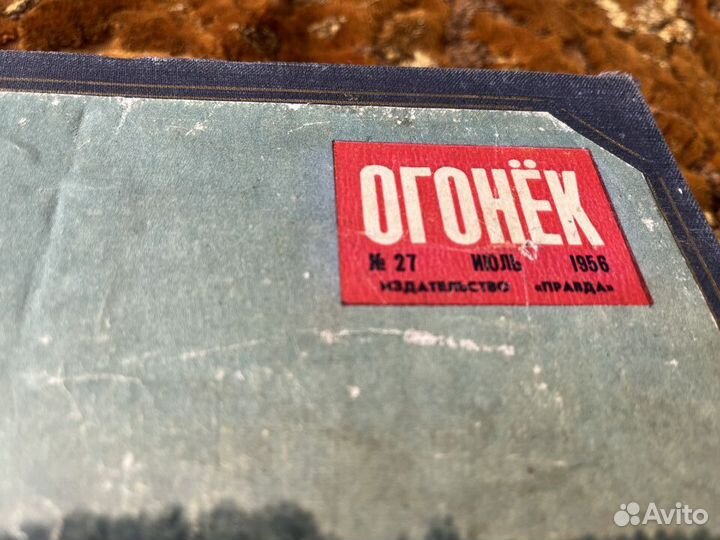 ОГОНЁК
№ 27 ИЮЛЬ 1956
ИЗДАТЕЛЬСТВО «ПРАВДА»
Avito